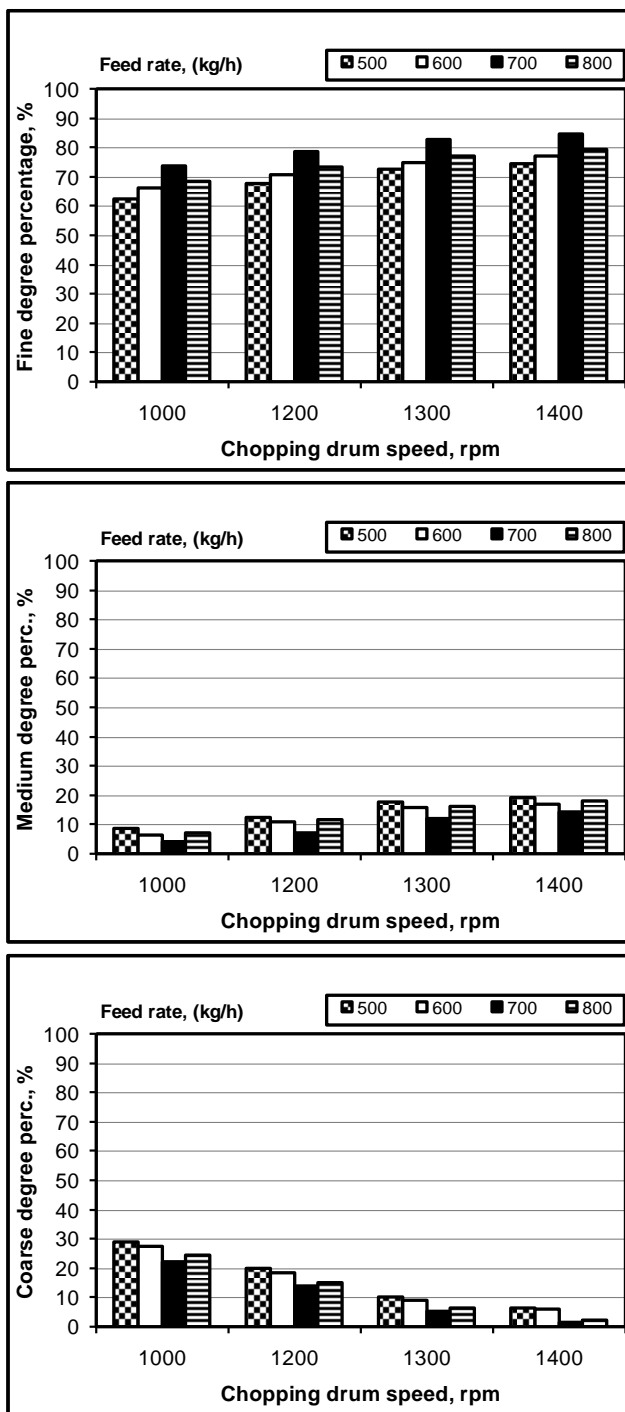 Feed rate, (kg/h) 500 600 700 800
Fine degree percentage, %
100
90
80
70
60
50
40
30
20
10
0
1000 1200 1300 1400
Chopping drum speed, rpm
Feed rate, (kg/h) 500 600 700 800
Medium degree perc., %
100
90
80
70
60
50
40
30
20
10
0
1000 1200 1300 1400
Chopping drum speed, rpm
Feed rate, (kg/h) 500 600 700 800
Coarse degree perc., %
100
90
80
70
60
50
40
30
20
10
0
1000 1200 1300 1400
Chopping drum speed, rpm